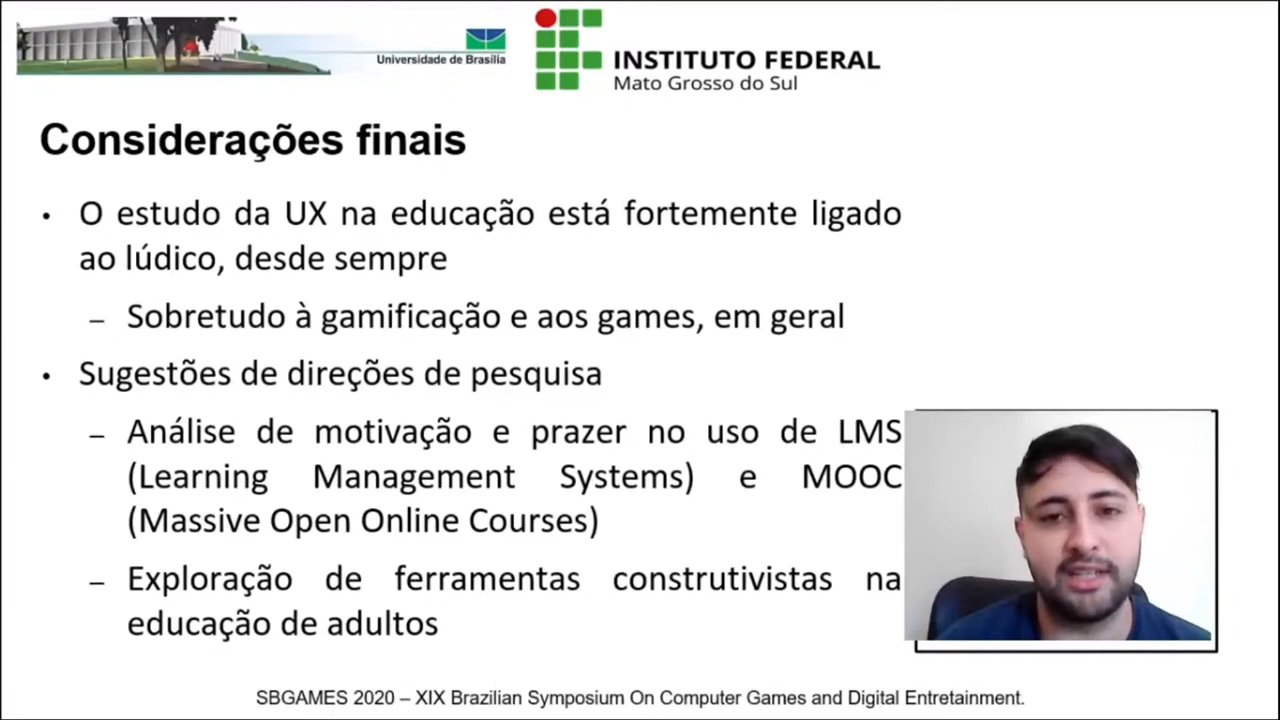 Universidade de Brasília
INSTITUTO FEDERAL
Mato Grosso do Sul
Considerações finais
• O estudo da UX na educação está fortemente ligado
ao lúdico, desde sempre
– Sobretudo à gamificação e aos games, em geral
• Sugestões de direções de pesquisa
– Análise de motivação e prazer no uso de LMS
(Learning Management Systems) e MOOC
(Massive Open Online Courses)
– Exploração de ferramentas construtivistas na
educação de adultos
SBGAMES 2020 – XIX Brazilian Symposium On Computer Games and Digital Entretainment.